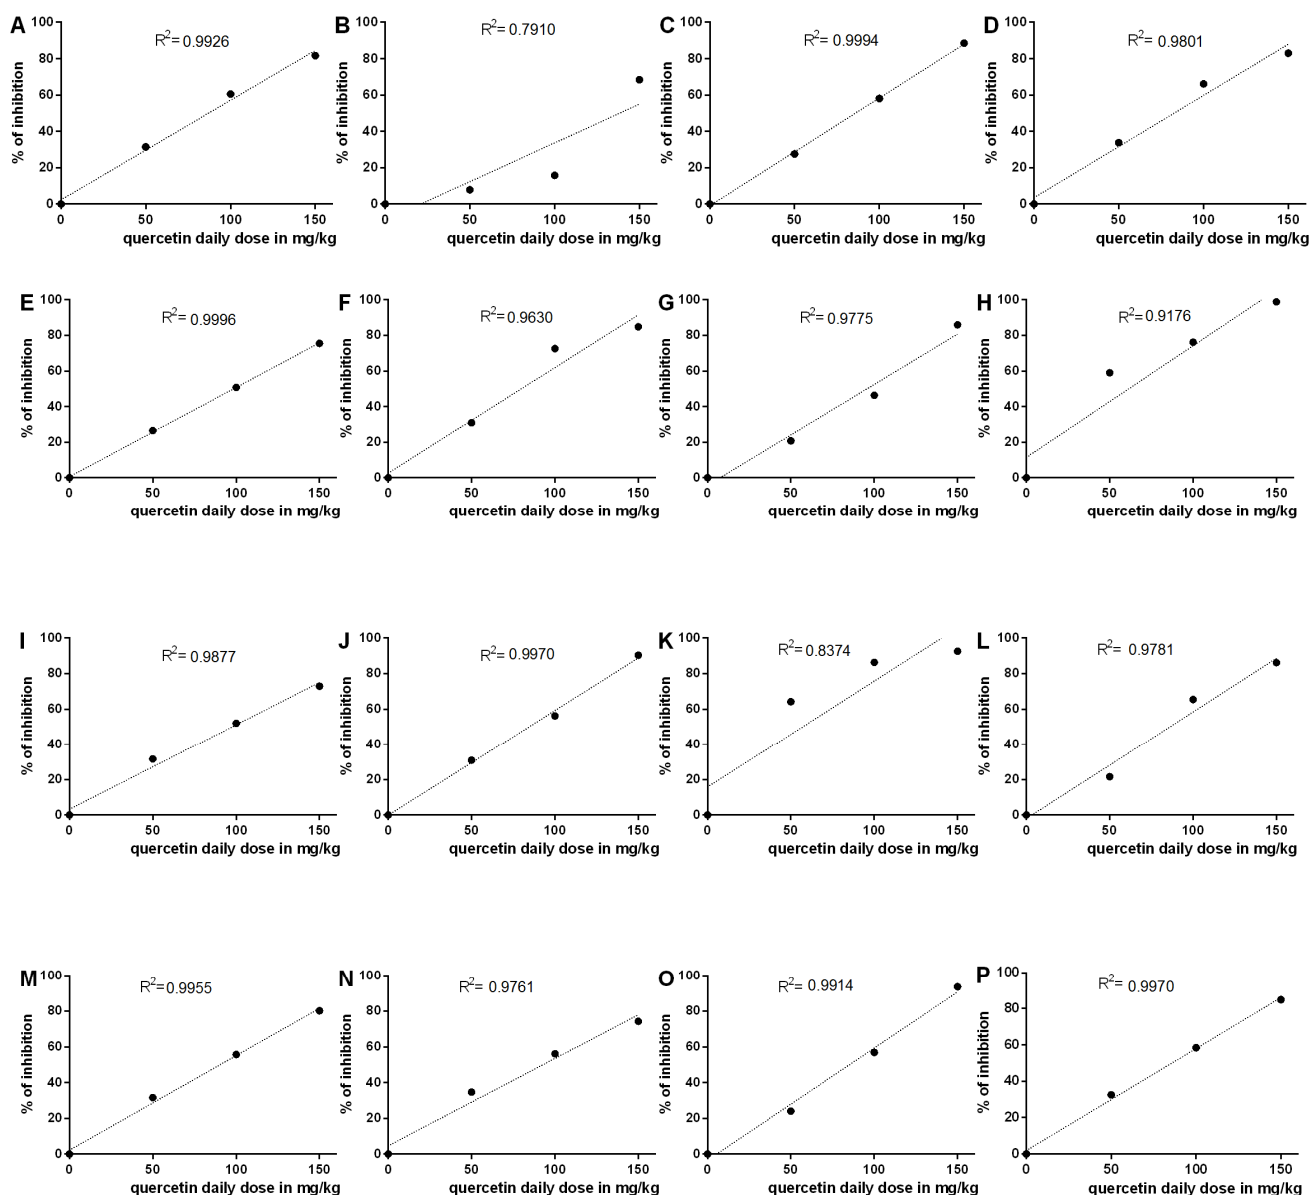 A
% of inhibition
100
80
60
40
20
0
R2= 0.9926
0 50 100 150
quercetin daily dose in mg/kg
B
% of inhibition
100
80
60
40
20
0
R2= 0.7910
0 50 100 150
quercetin daily dose in mg/kg
C
% of inhibition
100
80
60
40
20
0
R2= 0.9994
0 50 100 150
quercetin daily dose in mg/kg
D
% of inhibition
100
80
60
40
20
0
R2= 0.9801
0 50 100 150
quercetin daily dose in mg/kg
E
% of inhibition
100
80
60
40
20
0
R2= 0.9996
0 50 100 150
quercetin daily dose in mg/kg
F
% of inhibition
100
80
60
40
20
0
R2= 0.9630
0 50 100 150
quercetin daily dose in mg/kg
G
% of inhibition
100
80
60
40
20
0
R2= 0.9775
0 50 100 150
quercetin daily dose in mg/kg
H
% of inhibition
100
80
60
40
20
0
R2= 0.9176
0 50 100 150
quercetin daily dose in mg/kg
I
% of inhibition
100
80
60
40
20
0
R2= 0.9877
0 50 100 150
quercetin daily dose in mg/kg
J
% of inhibition
100
80
60
40
20
0
R2= 0.9970
0 50 100 150
quercetin daily dose in mg/kg
K
% of inhibition
100
80
60
40
20
0
R2= 0.8374
0 50 100 150
quercetin daily dose in mg/kg
L
% of inhibition
100
80
60
40
20
0
R2= 0.9781
0 50 100 150
quercetin daily dose in mg/kg
M
% of inhibition
100
80
60
40
20
0
R2=0.9955
0 50 100 150
quercetin daily dose in mg/kg
N
% of inhibition
100
80
60
40
20
0
R2= 0.9761
0 50 100 150
quercetin daily dose in mg/kg
O
% of inhibition
100
80
60
40
20
0
R2= 0.9914
0 50 100 150
quercetin daily dose in mg/kg
P
% of inhibition
100
80
60
40
20
0
R2= 0.9970
0 50 100 150
quercetin daily dose in mg/kg